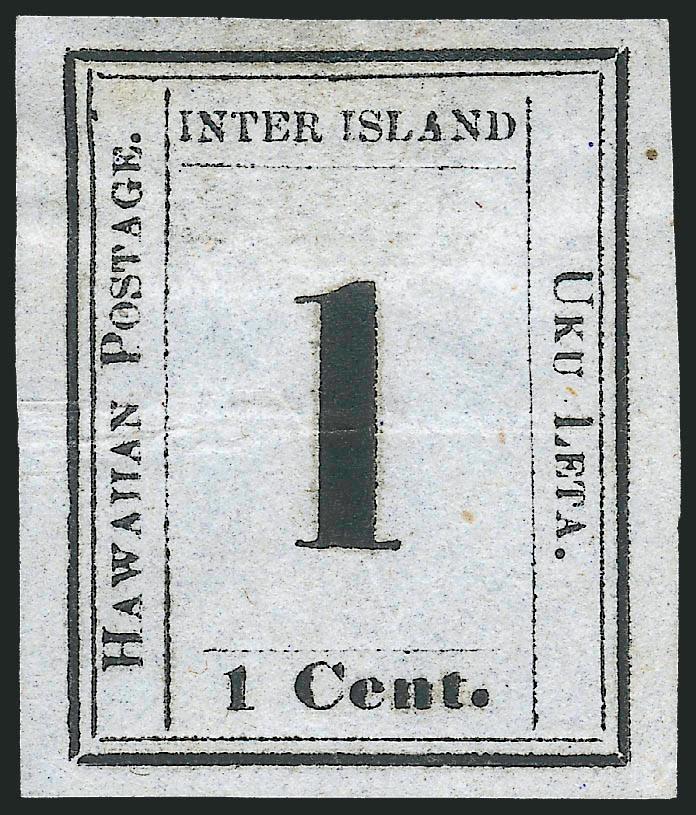 INTER ISLAND
HAWAIIAN POSTAGE.
1
UKU LETA.
1 Cent.